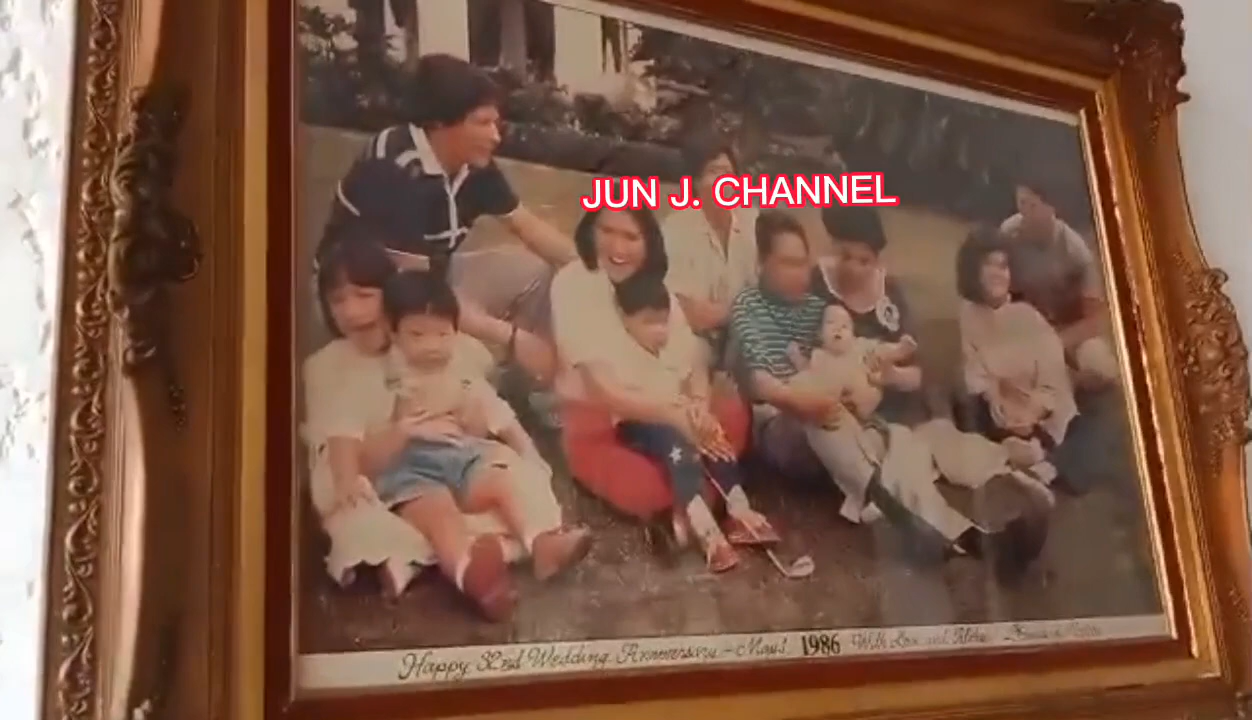 JUN J. CHANNEL
Happy 32nd Wedding Anniversary - May 1, 1986 With Love and Aloha